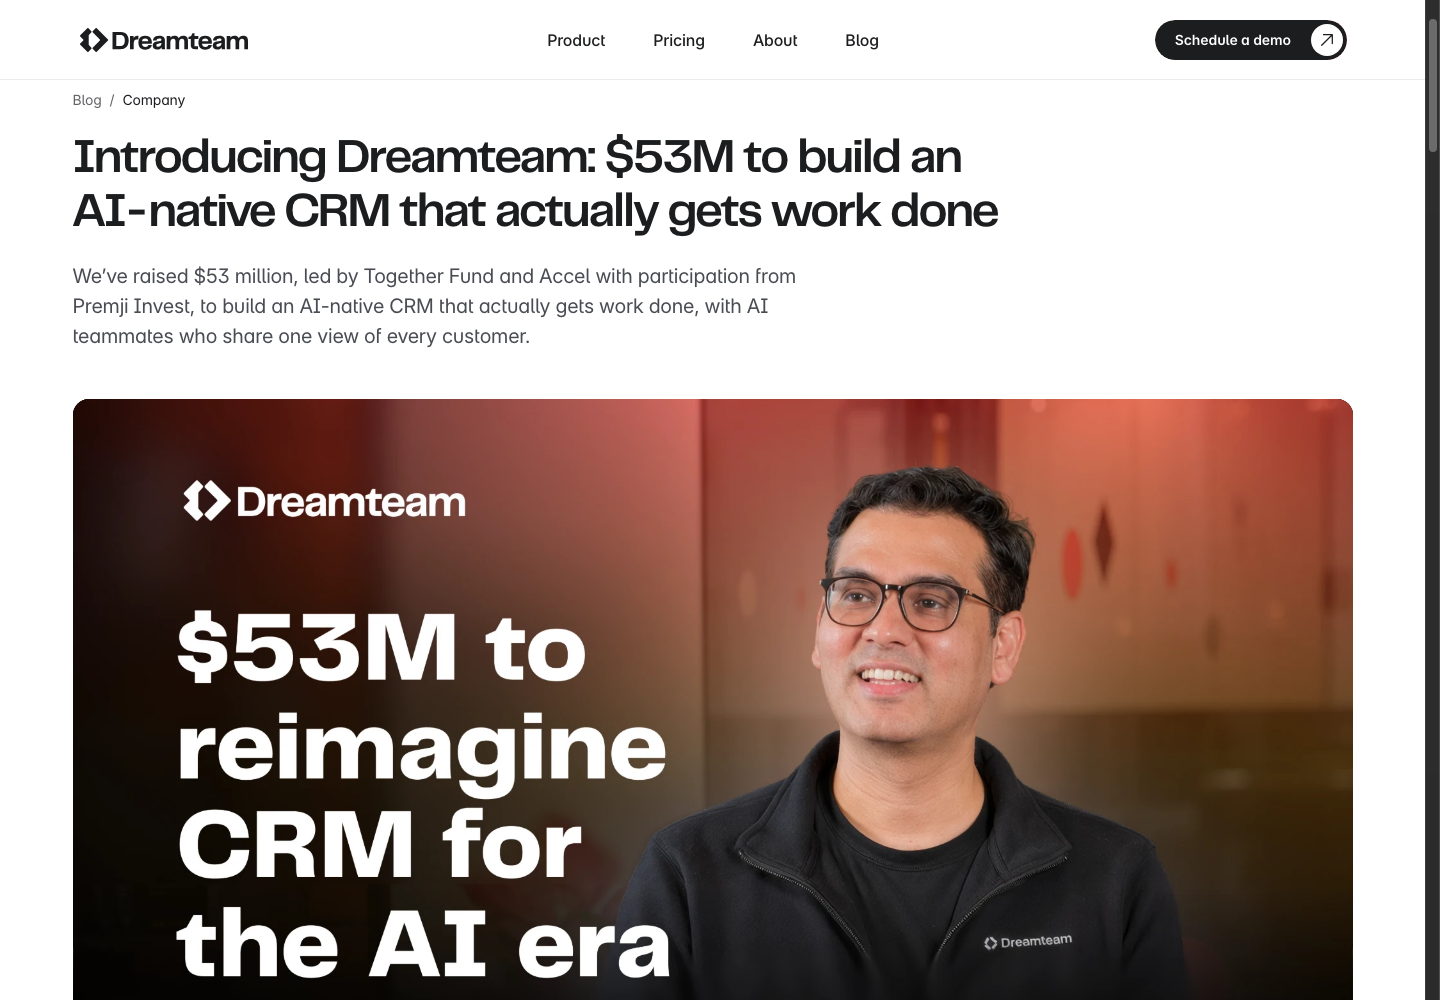 Dreamteam
Product
Pricing
About
Blog
Schedule a demo
Blog / Company
Introducing Dreamteam: $53M to build an
AI-native CRM that actually gets work done
We’ve raised $53 million, led by Together Fund and Accel with participation from
Premji Invest, to build an AI-native CRM that actually gets work done, with AI
teammates who share one view of every customer.
Dreamteam
$53M to
reimagine
CRM for
the AI era
Dreamteam